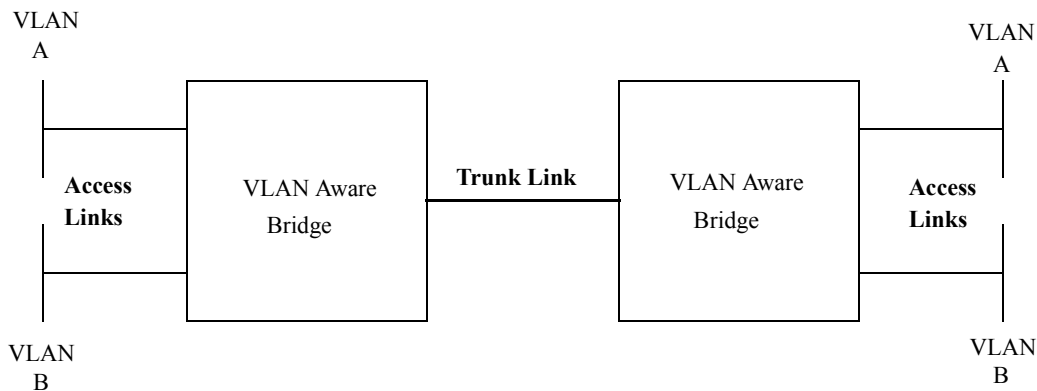 VLAN
A
VLAN
A
Access
Links
VLAN Aware
Bridge
Trunk Link
VLAN Aware
Bridge
Access
Links
VLAN
B
VLAN
B